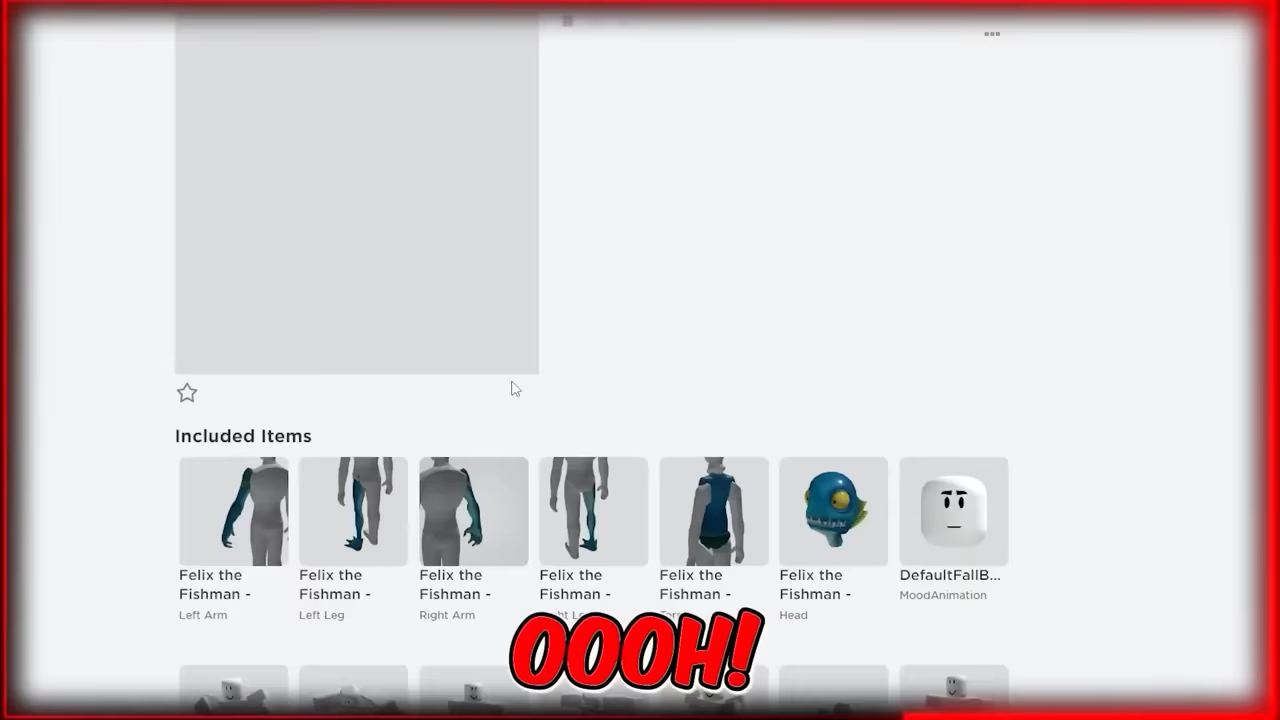 Included Items
Felix the
Fishman -
Left Arm
Felix the
Fishman -
Left Leg
Felix the
Fishman -
Right Arm
Felix the
Fishman -
Felix the
Fishman -
Felix the
Fishman -
Head
DefaultFallB...
MoodAnimation
OOOH!